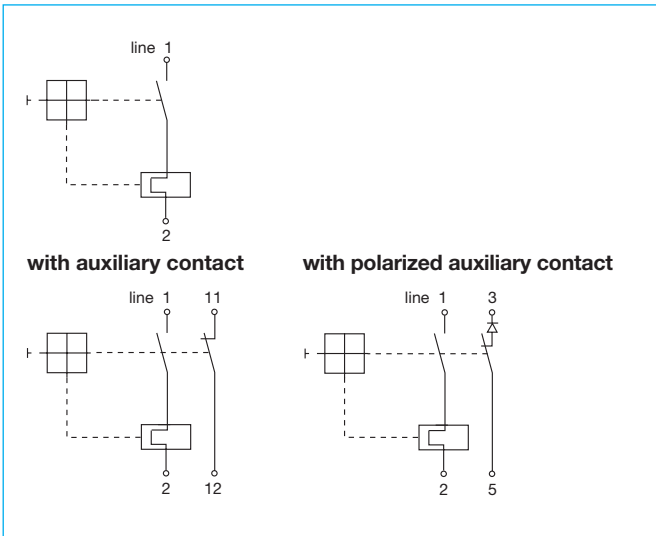 line 1
2
with auxiliary contact
with polarized auxiliary contact
line 1 11
2 12
line 1 3
2 5